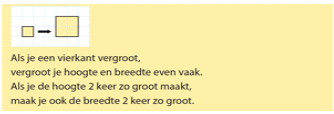 Als je een vierkant vergroot,
vergroot je hoogte en breedte even vaak.
Als je de hoogte 2 keer zo groot maakt,
maak je ook de breedte 2 keer zo groot.